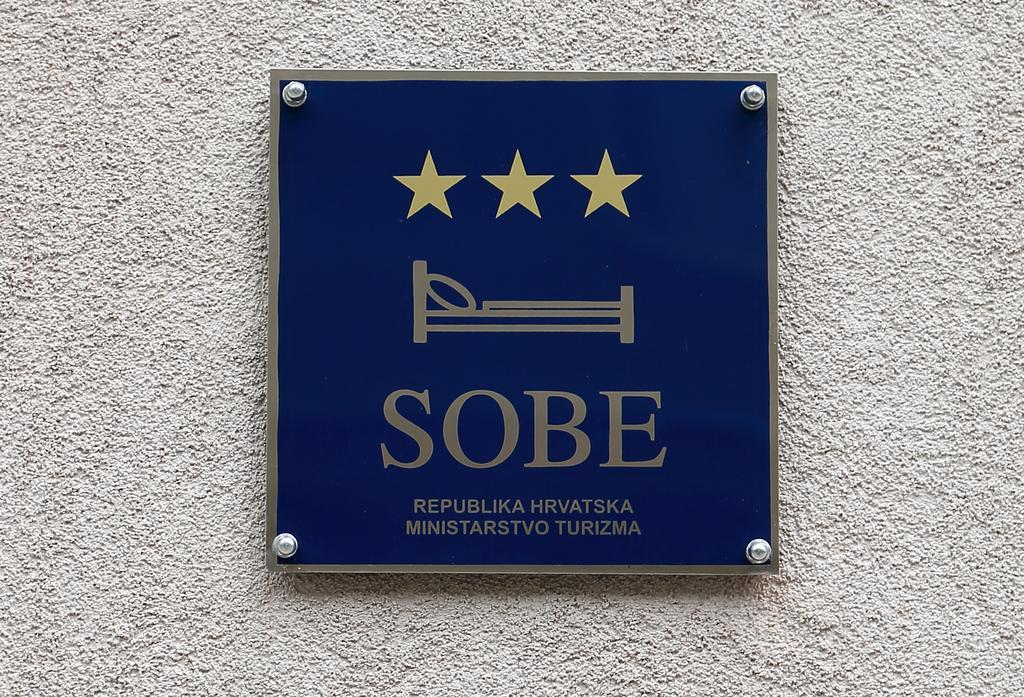 SOBE
REPUBLIKA HRVATSKA
MINISTARSTVO TURIZMA